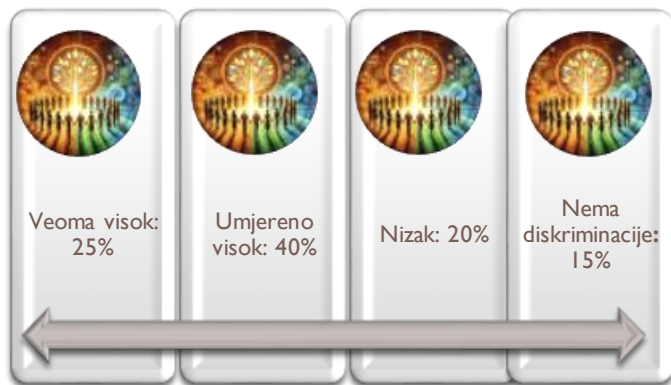 Veoma visok:
25%
Umjereno
visok: 40%
Nizak: 20%
Nema
diskriminacije:
15%